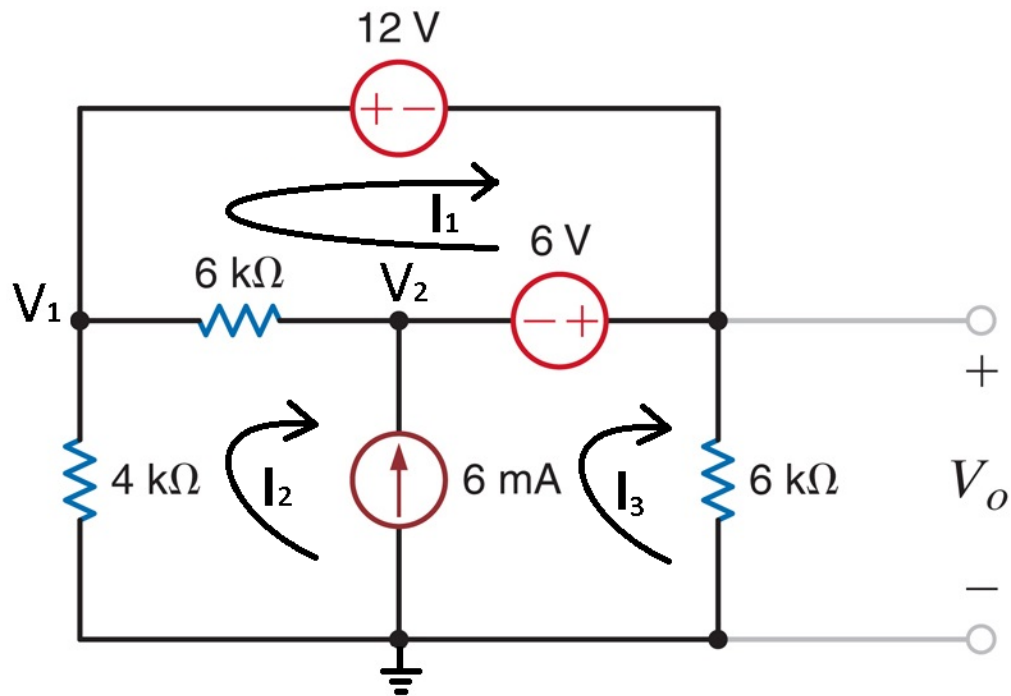 12 V
+ −
I₁
6 V
6 kΩ
V₂
V₁
− +
+
4 kΩ
I₂
6 mA
I₃
6 kΩ
Vₒ
−